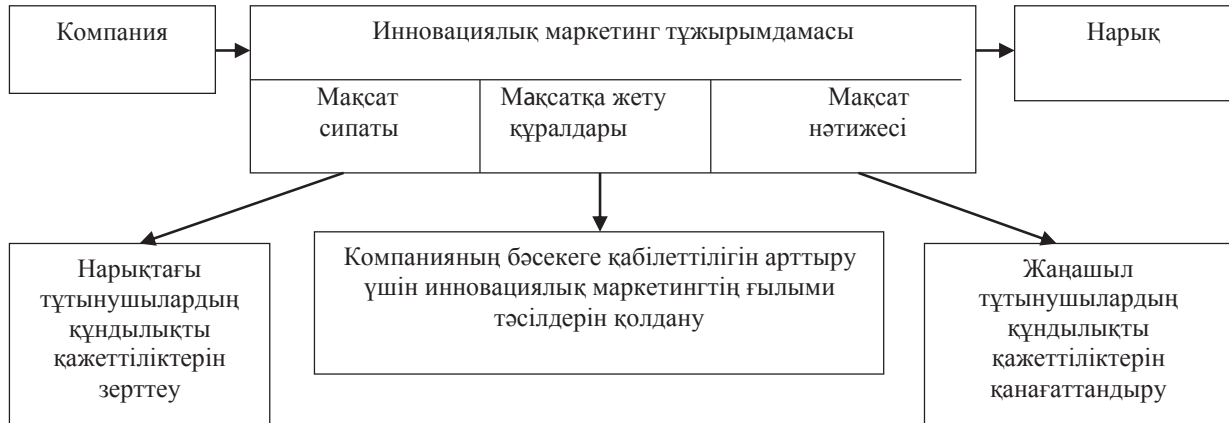 Компания
Инновациялық маркетинг тұжырымдамасы
Нарық
Мақсат
сипаты
Мақсатқа жету
құралдары
Мақсат
нәтижесі
Нарықтағы
тұтынушылардың
құндылықты
қажеттіліктерін
зерттеу
Компанияның бәсекеге қабілеттілігін арттыру
үшін инновациялық маркетингтің ғылыми
тәсілдерін қолдану
Жаңашыл
тұтынушылардың
құндылықты
қажеттіліктерін
қанағаттандыру